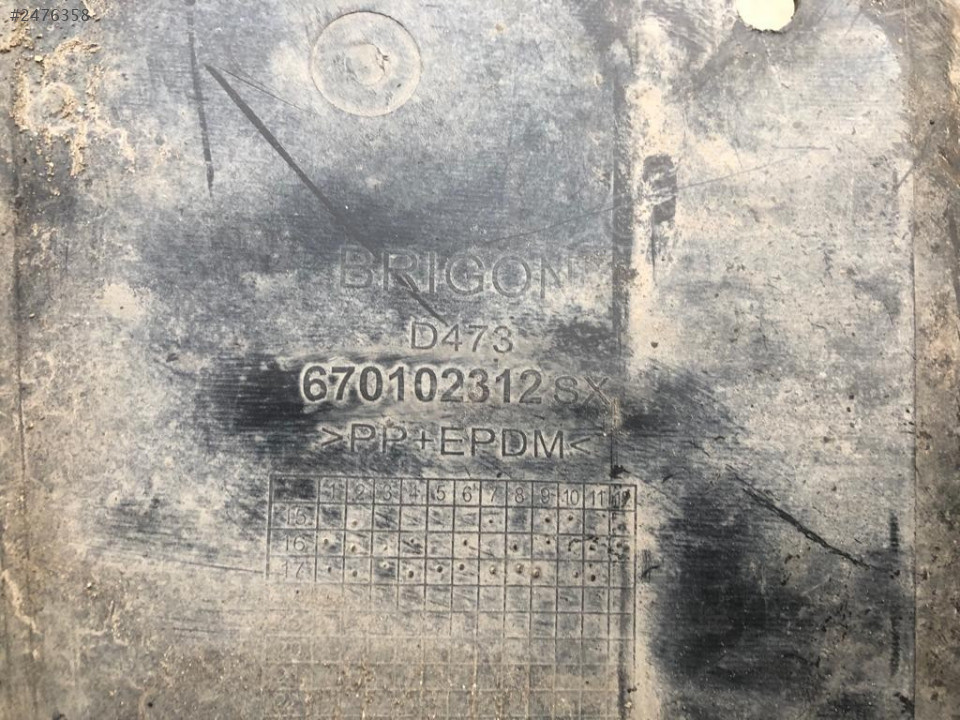 #2476358
BRIGON
D473
670102312 SX
>PP+EPDM<
1 2 3 4 5 6 7 8 9 10 11 12
15
16
17